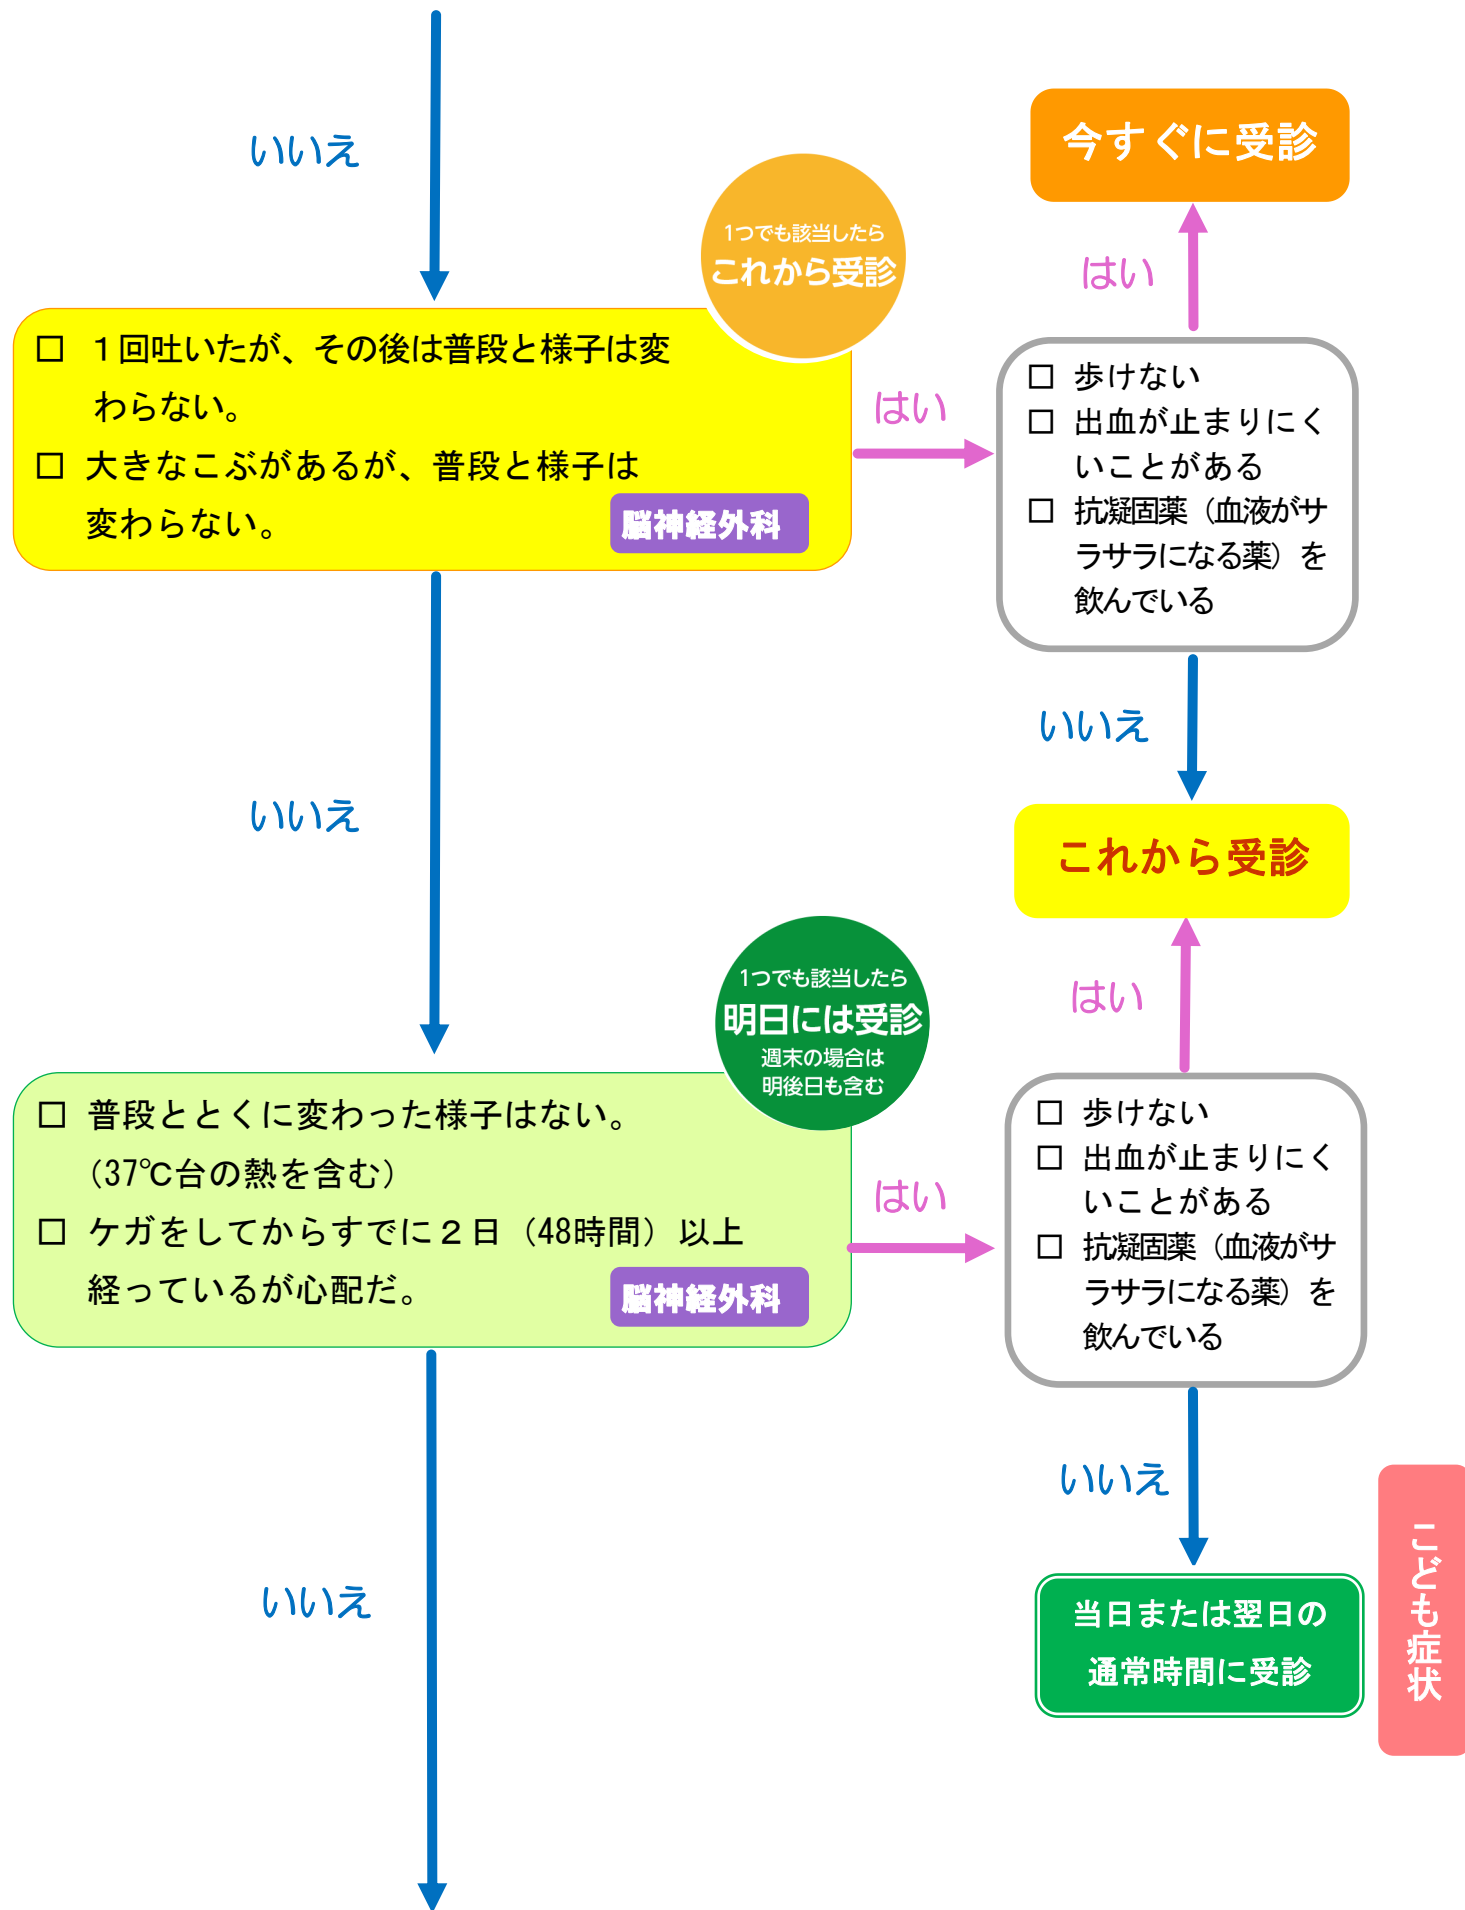 いいえ
今すぐに受診
はい
1つでも該当したら
これから受診
□ 1回吐いたが、その後は普段と様子は変
わらない。
□ 大きなこぶがあるが、普段と様子は
変わらない。
脳神経外科
はい
□ 歩けない
□ 出血が止まりにく
いことがある
□ 抗凝固薬（血液がサ
ラサラになる薬）を
飲んでいる
いいえ
いいえ
これから受診
はい
1つでも該当したら
明日には受診
週末の場合は
明後日も含む
□ 普段ととくに変わった様子はない。
（37℃台の熱を含む）
□ ケガをしてからすでに２日（48時間）以上
経っているが心配だ。
脳神経外科
はい
□ 歩けない
□ 出血が止まりにく
いことがある
□ 抗凝固薬（血液がサ
ラサラになる薬）を
飲んでいる
いいえ
いいえ
当日または翌日の
通常時間に受診
こども症状